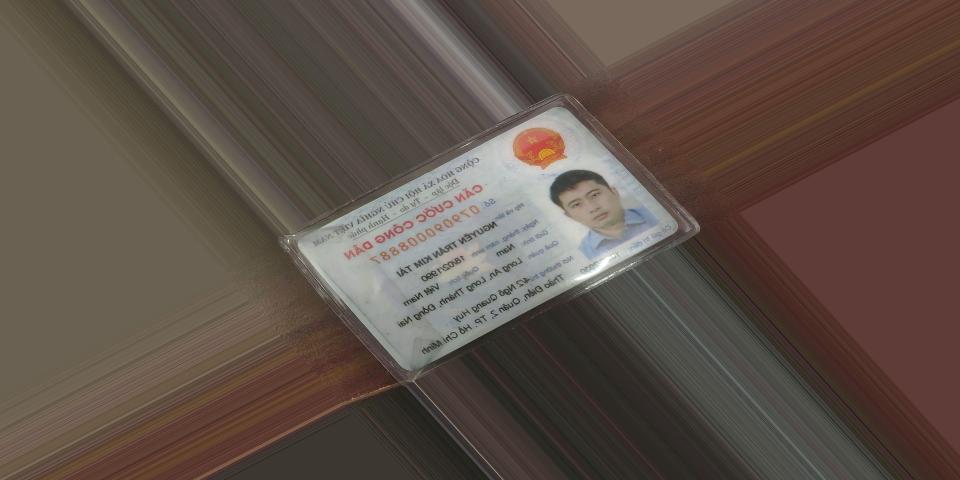 CỘNG HÒA XÃ HỘI CHỦ NGHĨA VIỆT NAM
Độc lập - Tự do - Hạnh phúc
CĂN CƯỚC CÔNG DÂN
Số: 079090008887
Họ và tên:
NGUYỄN TRẦN KIM TÀI
Ngày, tháng, năm sinh: 18/02/1990
Giới tính: Nam Quốc tịch: Việt Nam
Quê quán:
Long An, Long Thành, Đồng Nai
Nơi thường trú: 42 Ngô Quang Huy
Thảo Điền, Quận 2, TP. Hồ Chí Minh
Có giá trị đến: